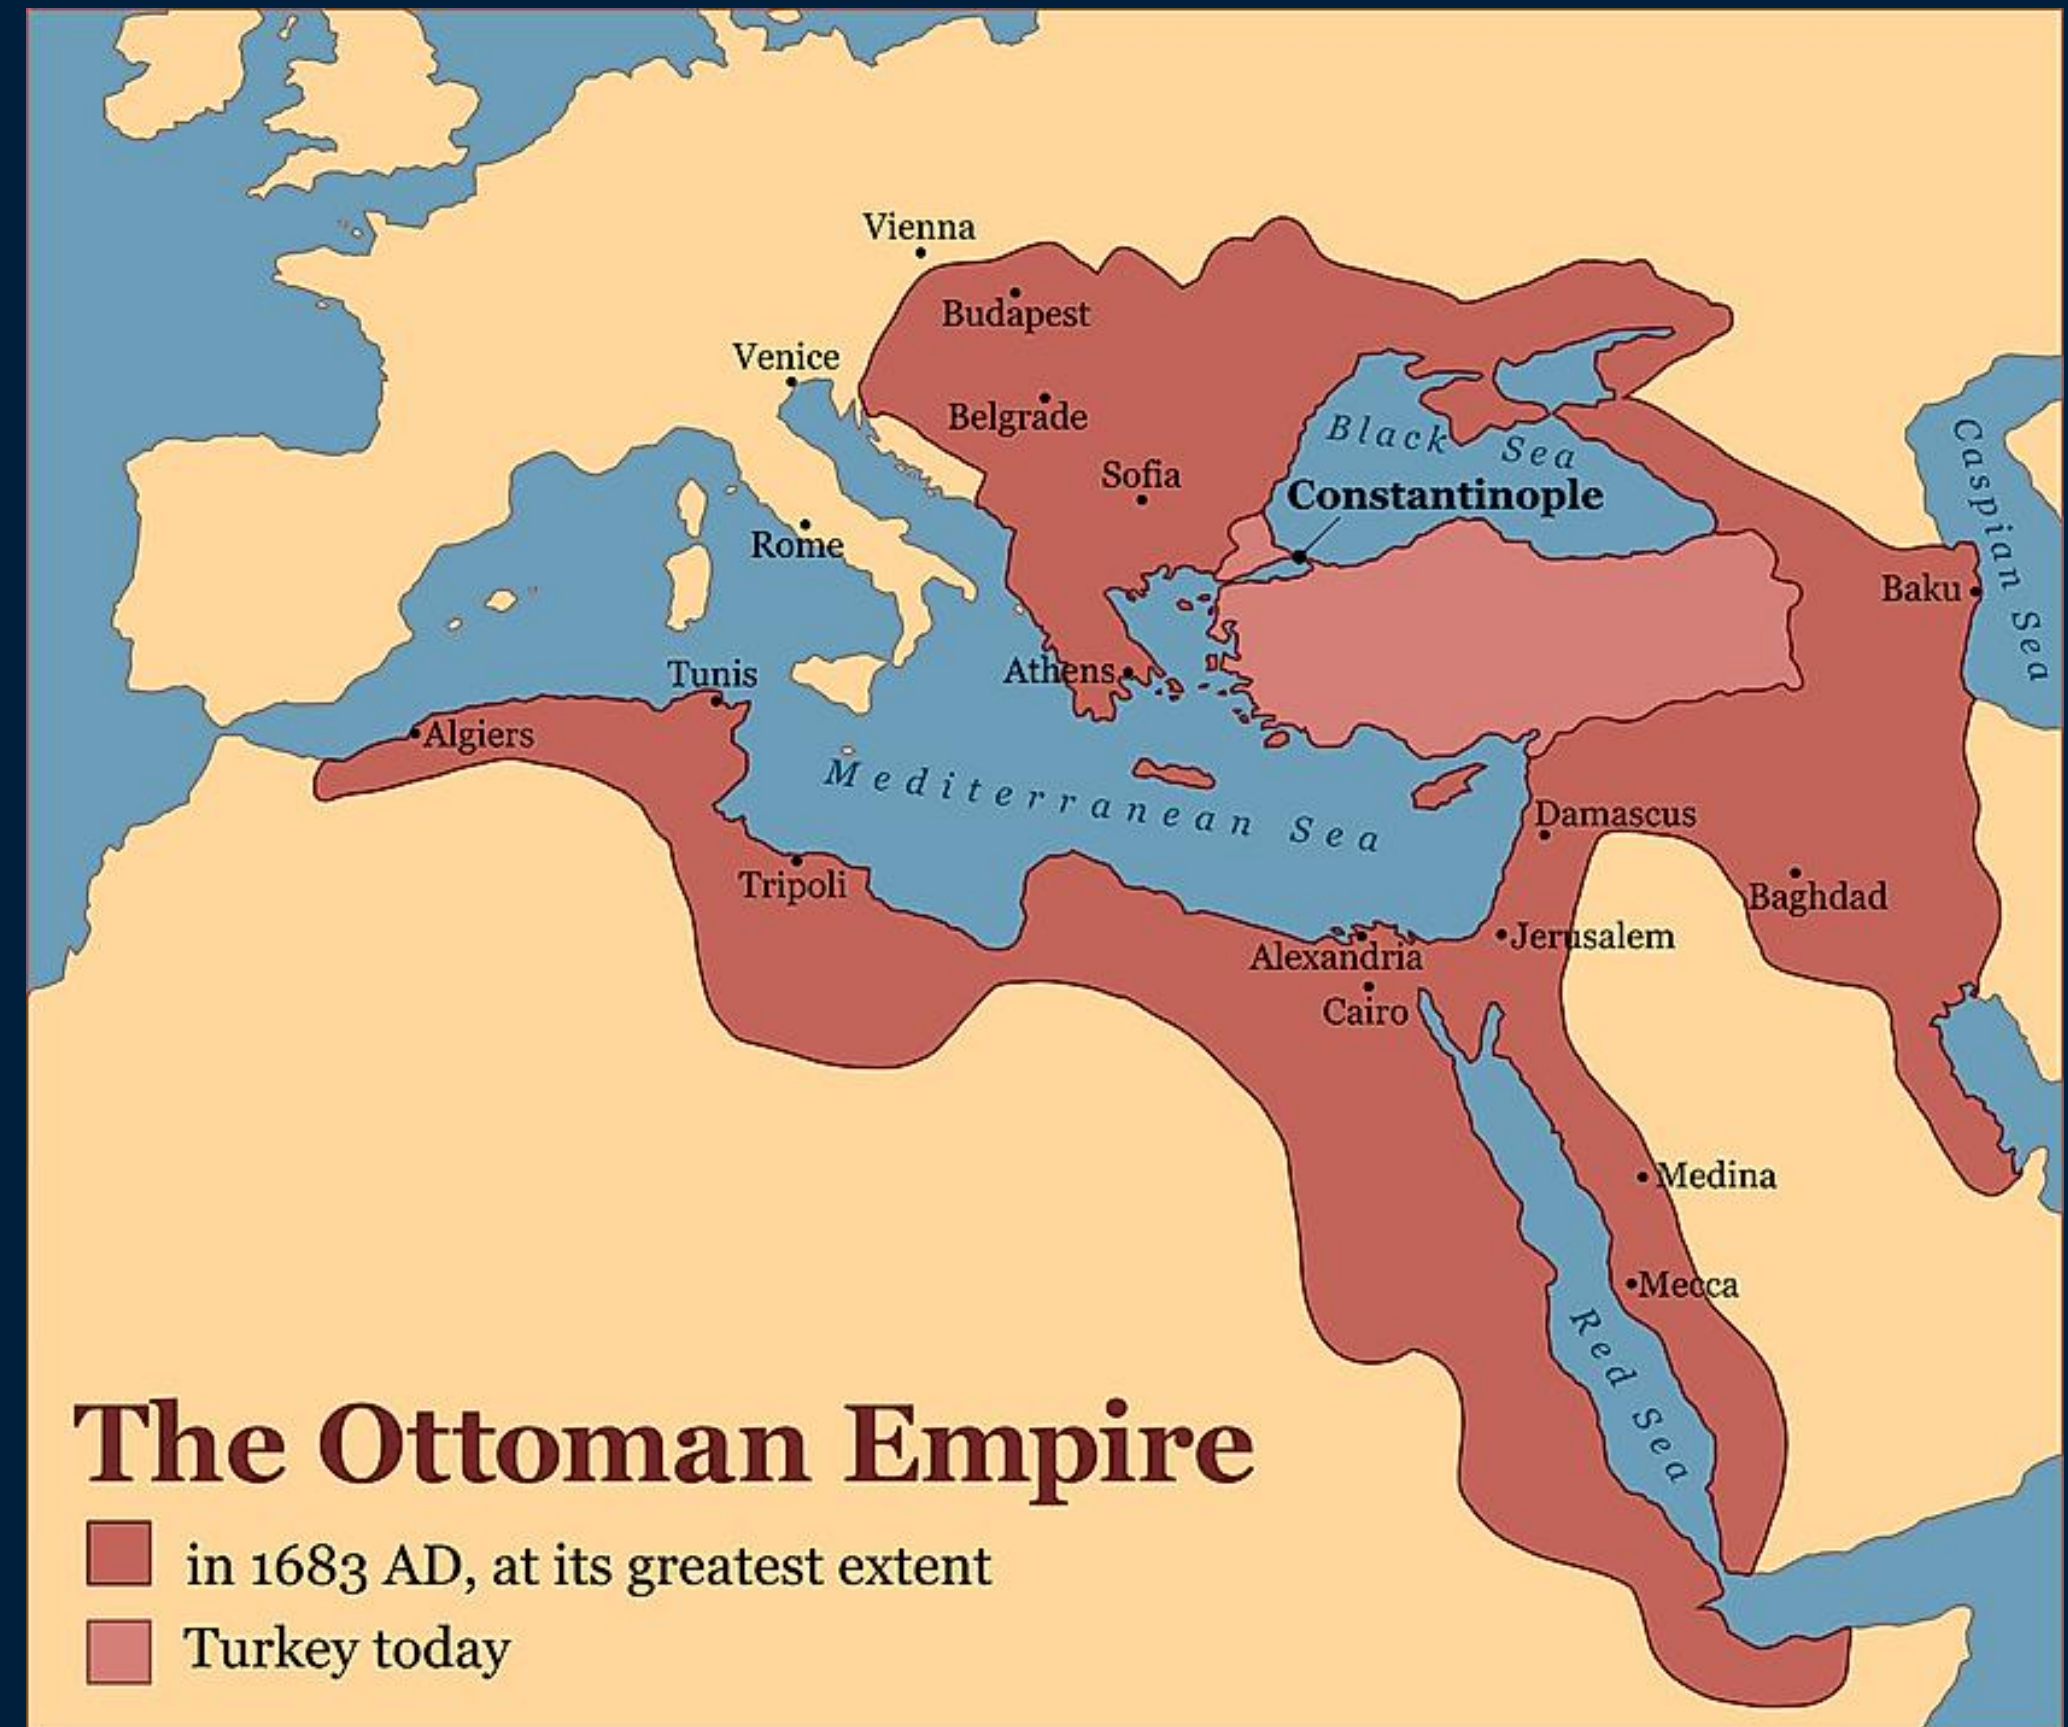 Vienna
Budapest
Venice
Belgrade
Black Sea
Caspian Sea
Sofia
Constantinople
Rome
Baku
Tunis
Athens
Algiers
Mediterranean Sea
Damascus
Tripoli
Baghdad
Jerusalem
Alexandria
Cairo
Medina
Mecca
Red Sea
The Ottoman Empire
in 1683 AD, at its greatest extent
Turkey today